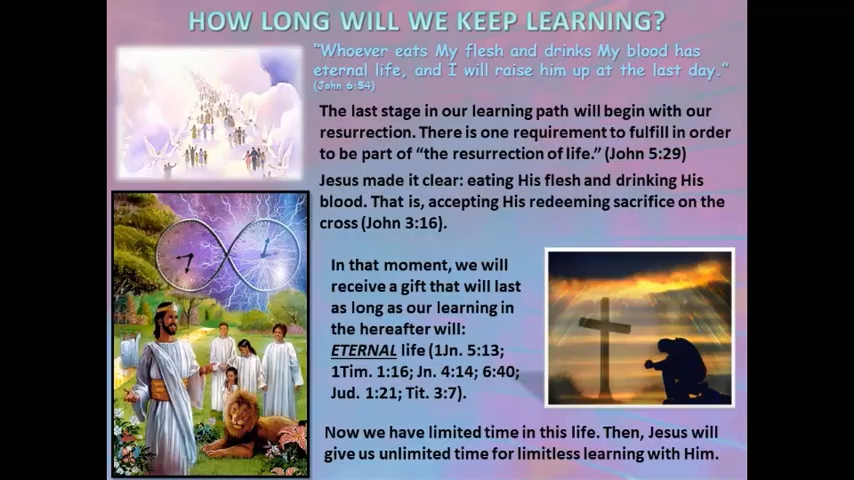 HOW LONG WILL WE KEEP LEARNING?
“Whoever eats My flesh and drinks My blood has
eternal life, and I will raise him up at the last day.”
(John 6:54)
The last stage in our learning path will begin with our
resurrection. There is one requirement to fulfill in order
to be part of “the resurrection of life.” (John 5:29)
Jesus made it clear: eating His flesh and drinking His
blood. That is, accepting His redeeming sacrifice on the
cross (John 3:16).
In that moment, we will
receive a gift that will last
as long as our learning in
the hereafter will:
ETERNAL life (1Jn. 5:13;
1Tim. 1:16; Jn. 4:14; 6:40;
Jud. 1:21; Tit. 3:7).
Now we have limited time in this life. Then, Jesus will
give us unlimited time for limitless learning with Him.